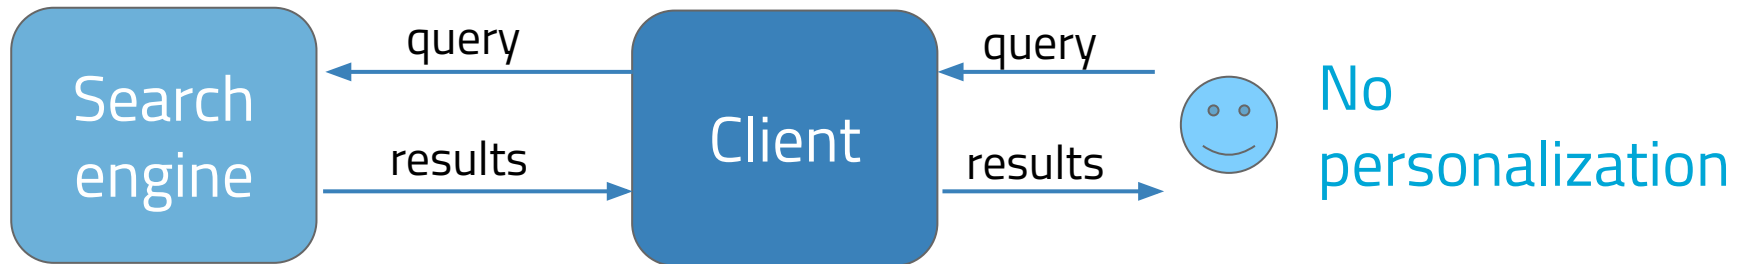 Search
engine
query
results
Client
query
results
No
personalization